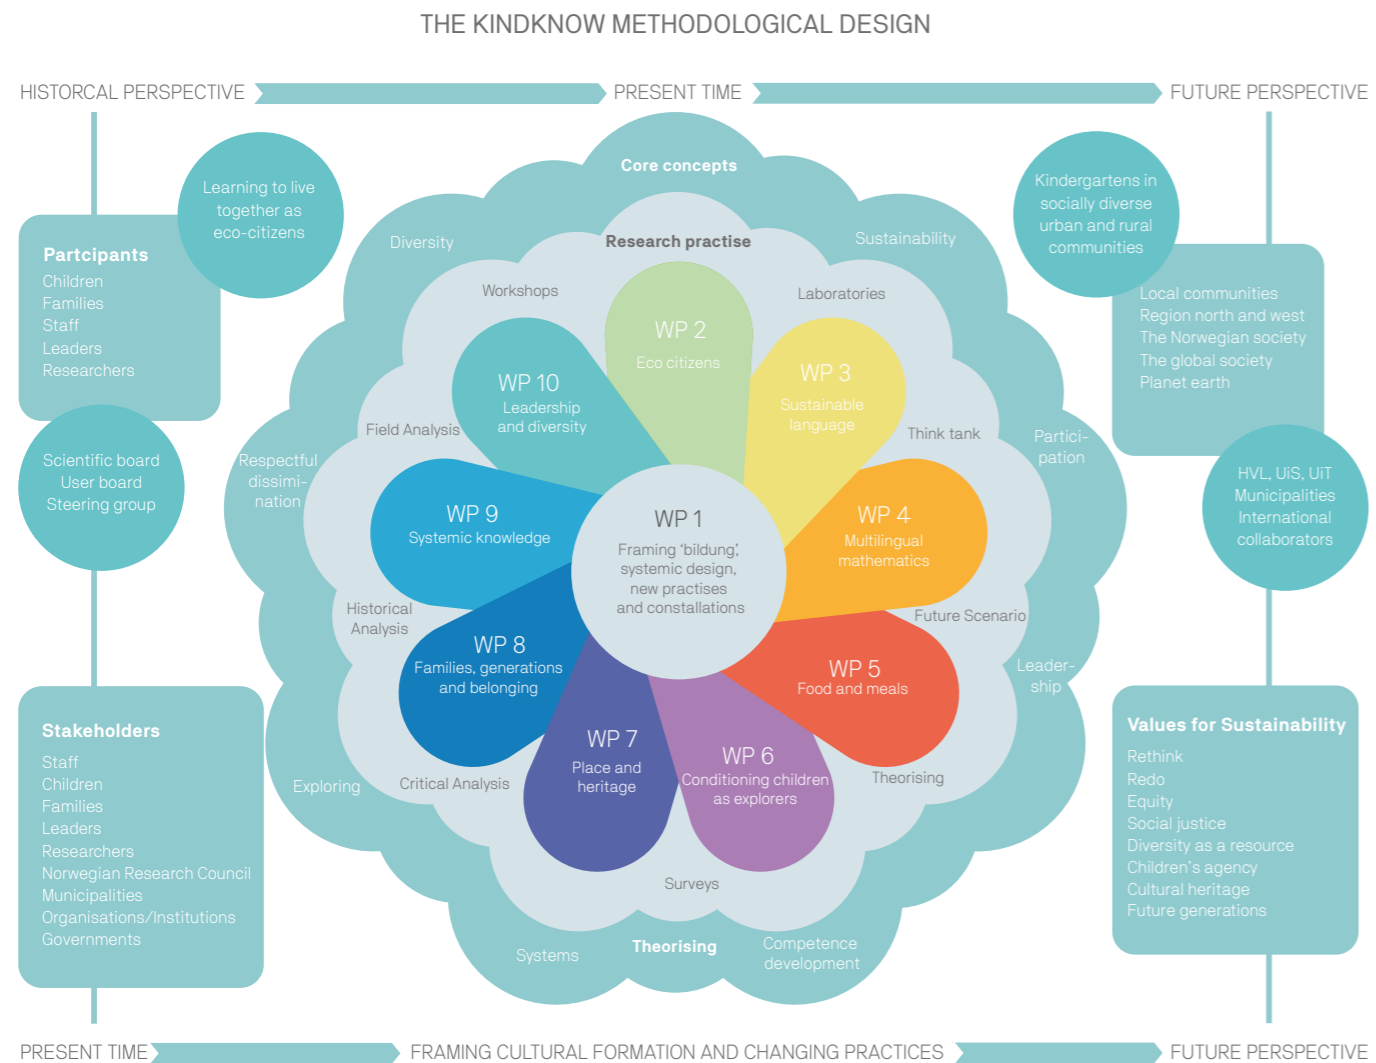 THE KINDKNOW METHODOLOGICAL DESIGN
HISTORCAL PERSPECTIVE
PRESENT TIME
FUTURE PERSPECTIVE
Learning to live
together as
eco-citizens
Partcipants
Children
Families
Staff
Leaders
Researchers
Scientific board
User board
Steering group
Stakeholders
Staff
Children
Families
Leaders
Researchers
Norwegian Research Council
Municipalities
Organisations/Institutions
Governments
Core concepts
Diversity
Sustainability
Partici-
pation
Leader-
ship
Competence
development
Theorising
Systems
Exploring
Respectful
dissimi-
nation
Research practise
Workshops
Laboratories
Think tank
Future Scenario
Theorising
Surveys
Critical Analysis
Historical
Analysis
Field Analysis
WP 1
Framing ‘bildung’,
systemic design,
new practises
and constallations
WP 2
Eco citizens
WP 3
Sustainable
language
WP 4
Multilingual
mathematics
WP 5
Food and meals
WP 6
Conditioning children
as explorers
WP 7
Place and
heritage
WP 8
Families, generations
and belonging
WP 9
Systemic knowledge
WP 10
Leadership
and diversity
Kindergartens in
socially diverse
urban and rural
communities
Local communities
Region north and west
The Norwegian society
The global society
Planet earth
HVL, UiS, UiT
Municipalities
International
collaborators
Values for Sustainability
Rethink
Redo
Equity
Social justice
Diversity as a resource
Children’s agency
Cultural heritage
Future generations
PRESENT TIME
FRAMING CULTURAL FORMATION AND CHANGING PRACTICES
FUTURE PERSPECTIVE